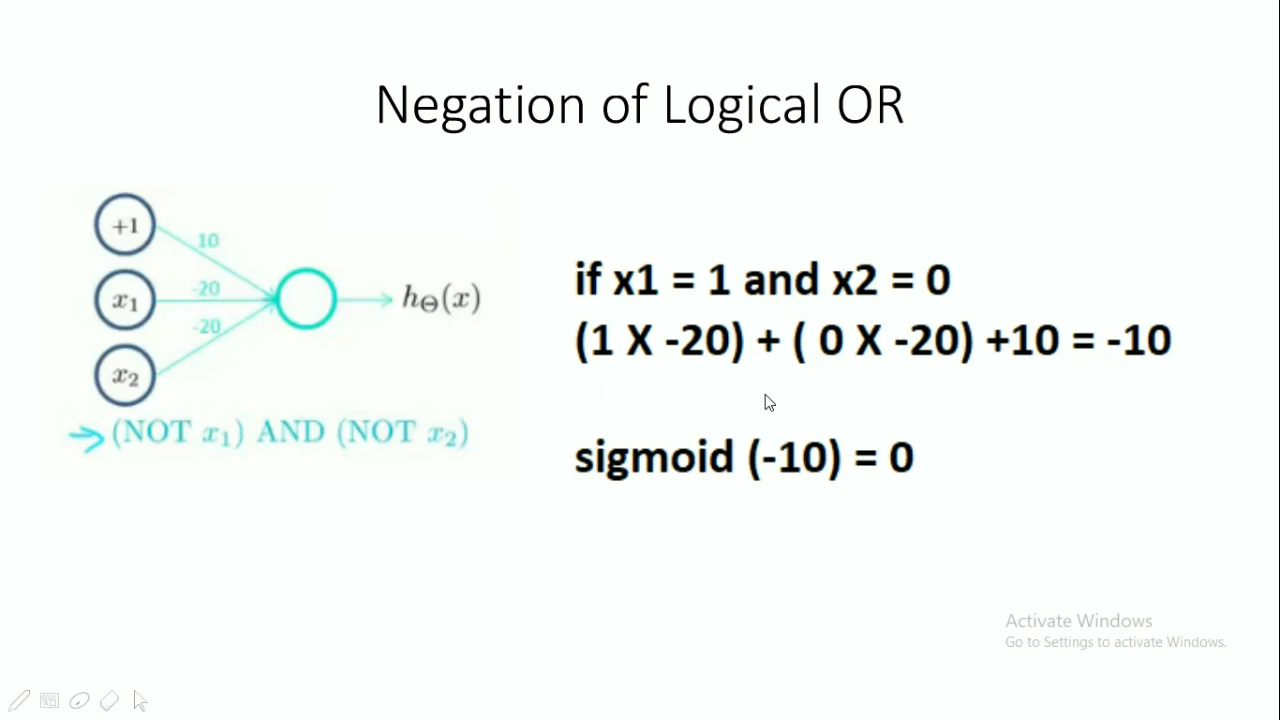 Negation of Logical OR
+1
10
x₁
-20
-20
x₂
h_Θ(x)
(NOT x₁) AND (NOT x₂)
if x1 = 1 and x2 = 0
(1 X -20) + ( 0 X -20) +10 = -10
sigmoid (-10) = 0
Activate Windows
Go to Settings to activate Windows.